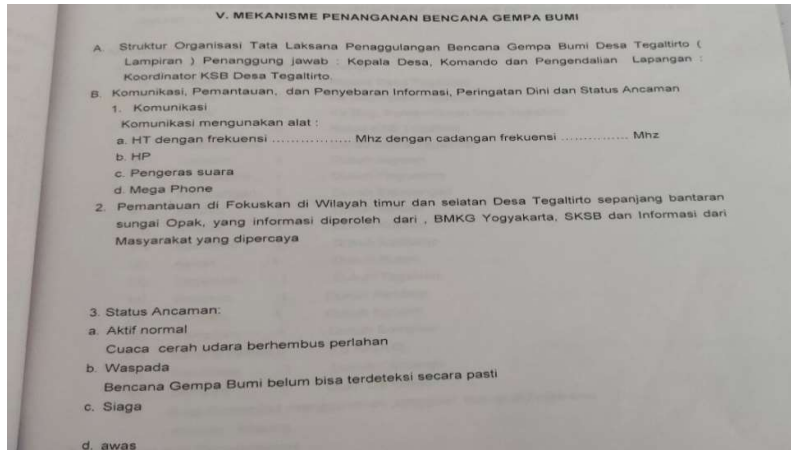 V. MEKANISME PENANGANAN BENCANA GEMPA BUMI
A. Struktur Organisasi Tata Laksana Penaggulangan Bencana Gempa Bumi Desa Tegaltirto (
Lampiran ) Penanggung jawab : Kepala Desa, Komando dan Pengendalian Lapangan :
Koordinator KSB Desa Tegaltirto.
B. Komunikasi, Pemantauan, dan Penyebaran Informasi, Peringatan Dini dan Status Ancaman
1. Komunikasi
Komunikasi mengunakan alat :
a. HT dengan frekuensi ................ Mhz dengan cadangan frekuensi .............. Mhz
b. HP
c. Pengeras suara
d. Mega Phone
2. Pemantauan di Fokuskan di Wilayah timur dan selatan Desa Tegaltirto sepanjang bantaran
sungai Opak, yang informasi diperoleh dari , BMKG Yogyakarta, SKSB dan Informasi dari
Masyarakat yang dipercaya
3. Status Ancaman:
a. Aktif normal
Cuaca cerah udara berhembus perlahan
b. Waspada
Bencana Gempa Bumi belum bisa terdeteksi secara pasti
c. Siaga
d. awas